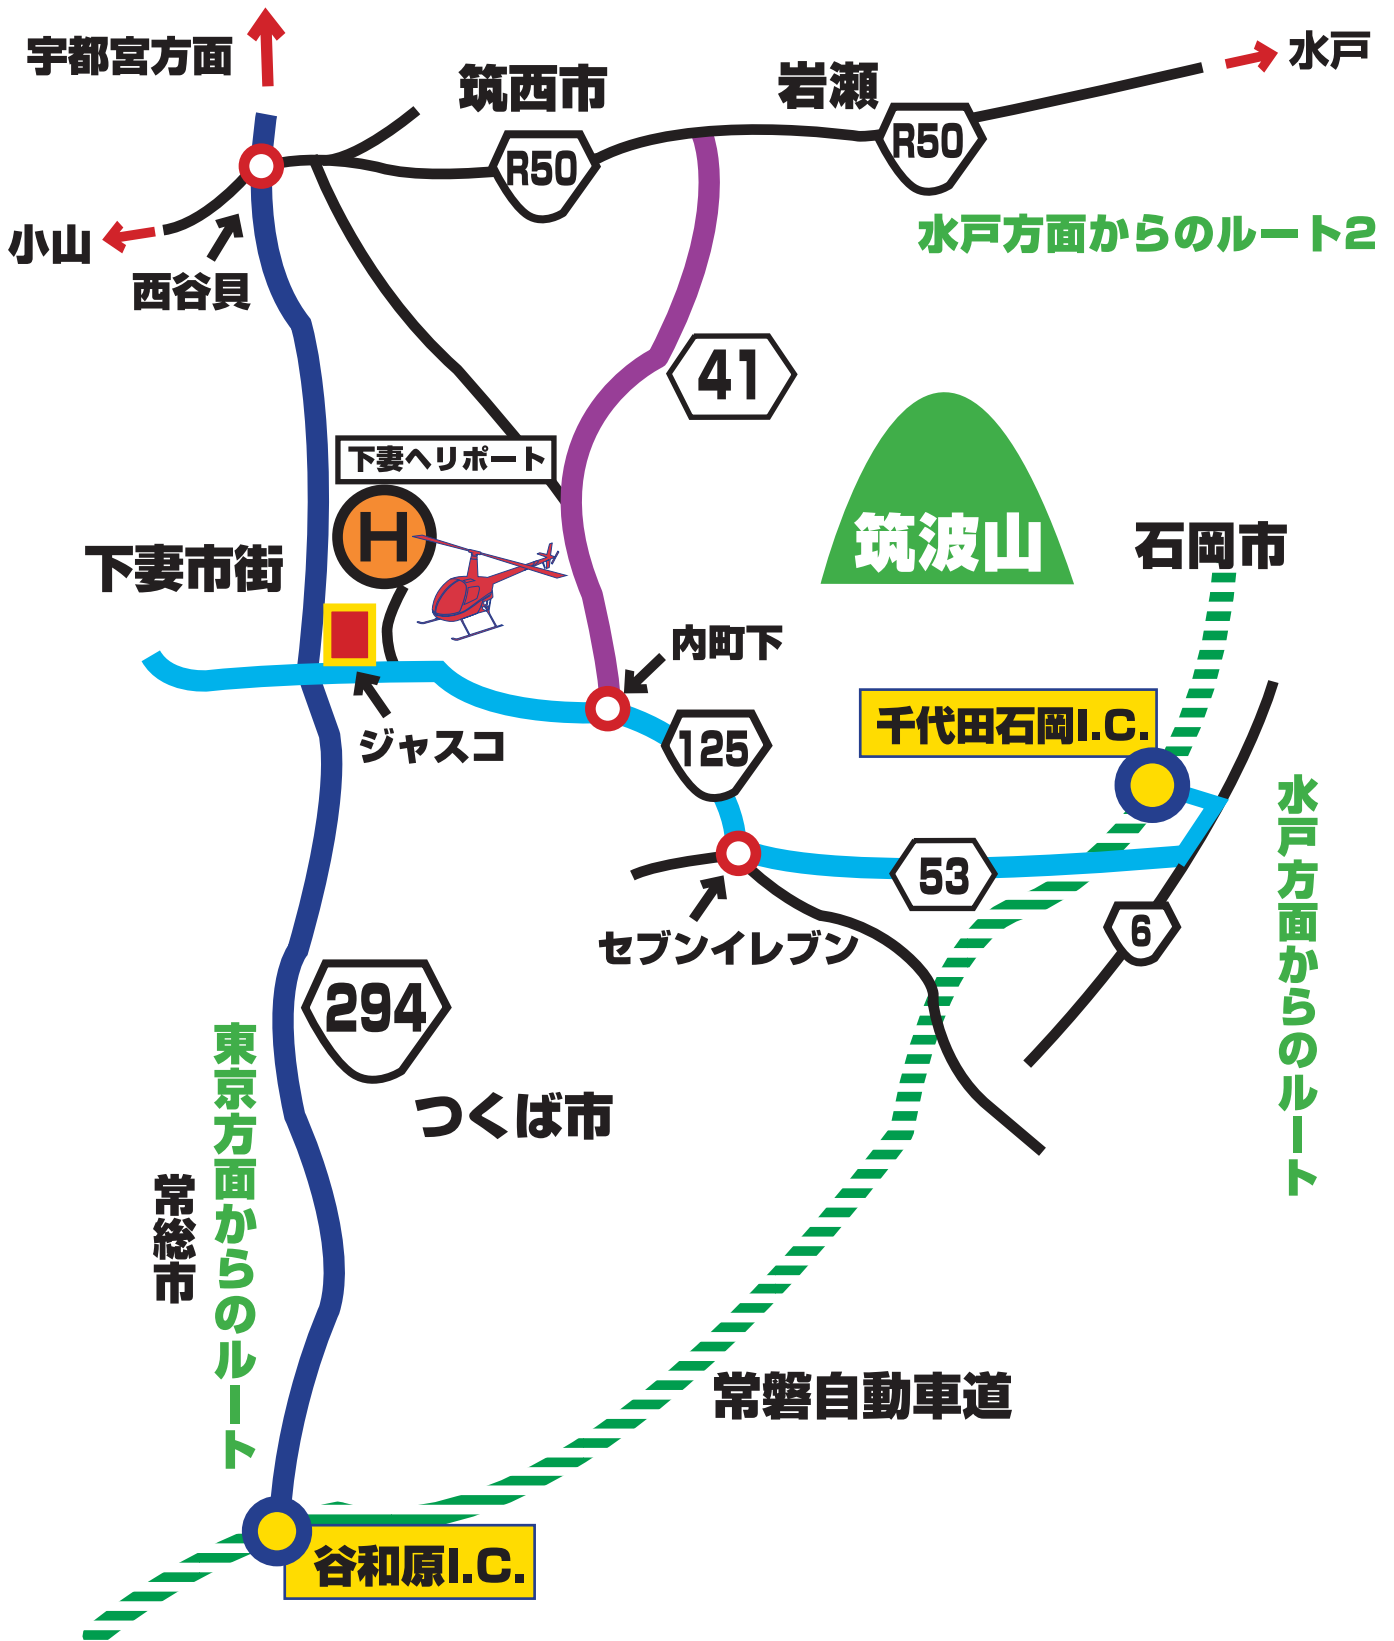 宇都宮方面
水戸
筑西市
岩瀬
R50
R50
小山
西谷貝
水戸方面からのルート2
41
下妻ヘリポート
H
筑波山
石岡市
下妻市街
内町下
千代田石岡I.C.
ジャスコ
125
水戸方面からのルート
53
6
セブンイレブン
294
東京方面からのルート
つくば市
常総市
常磐自動車道
谷和原I.C.